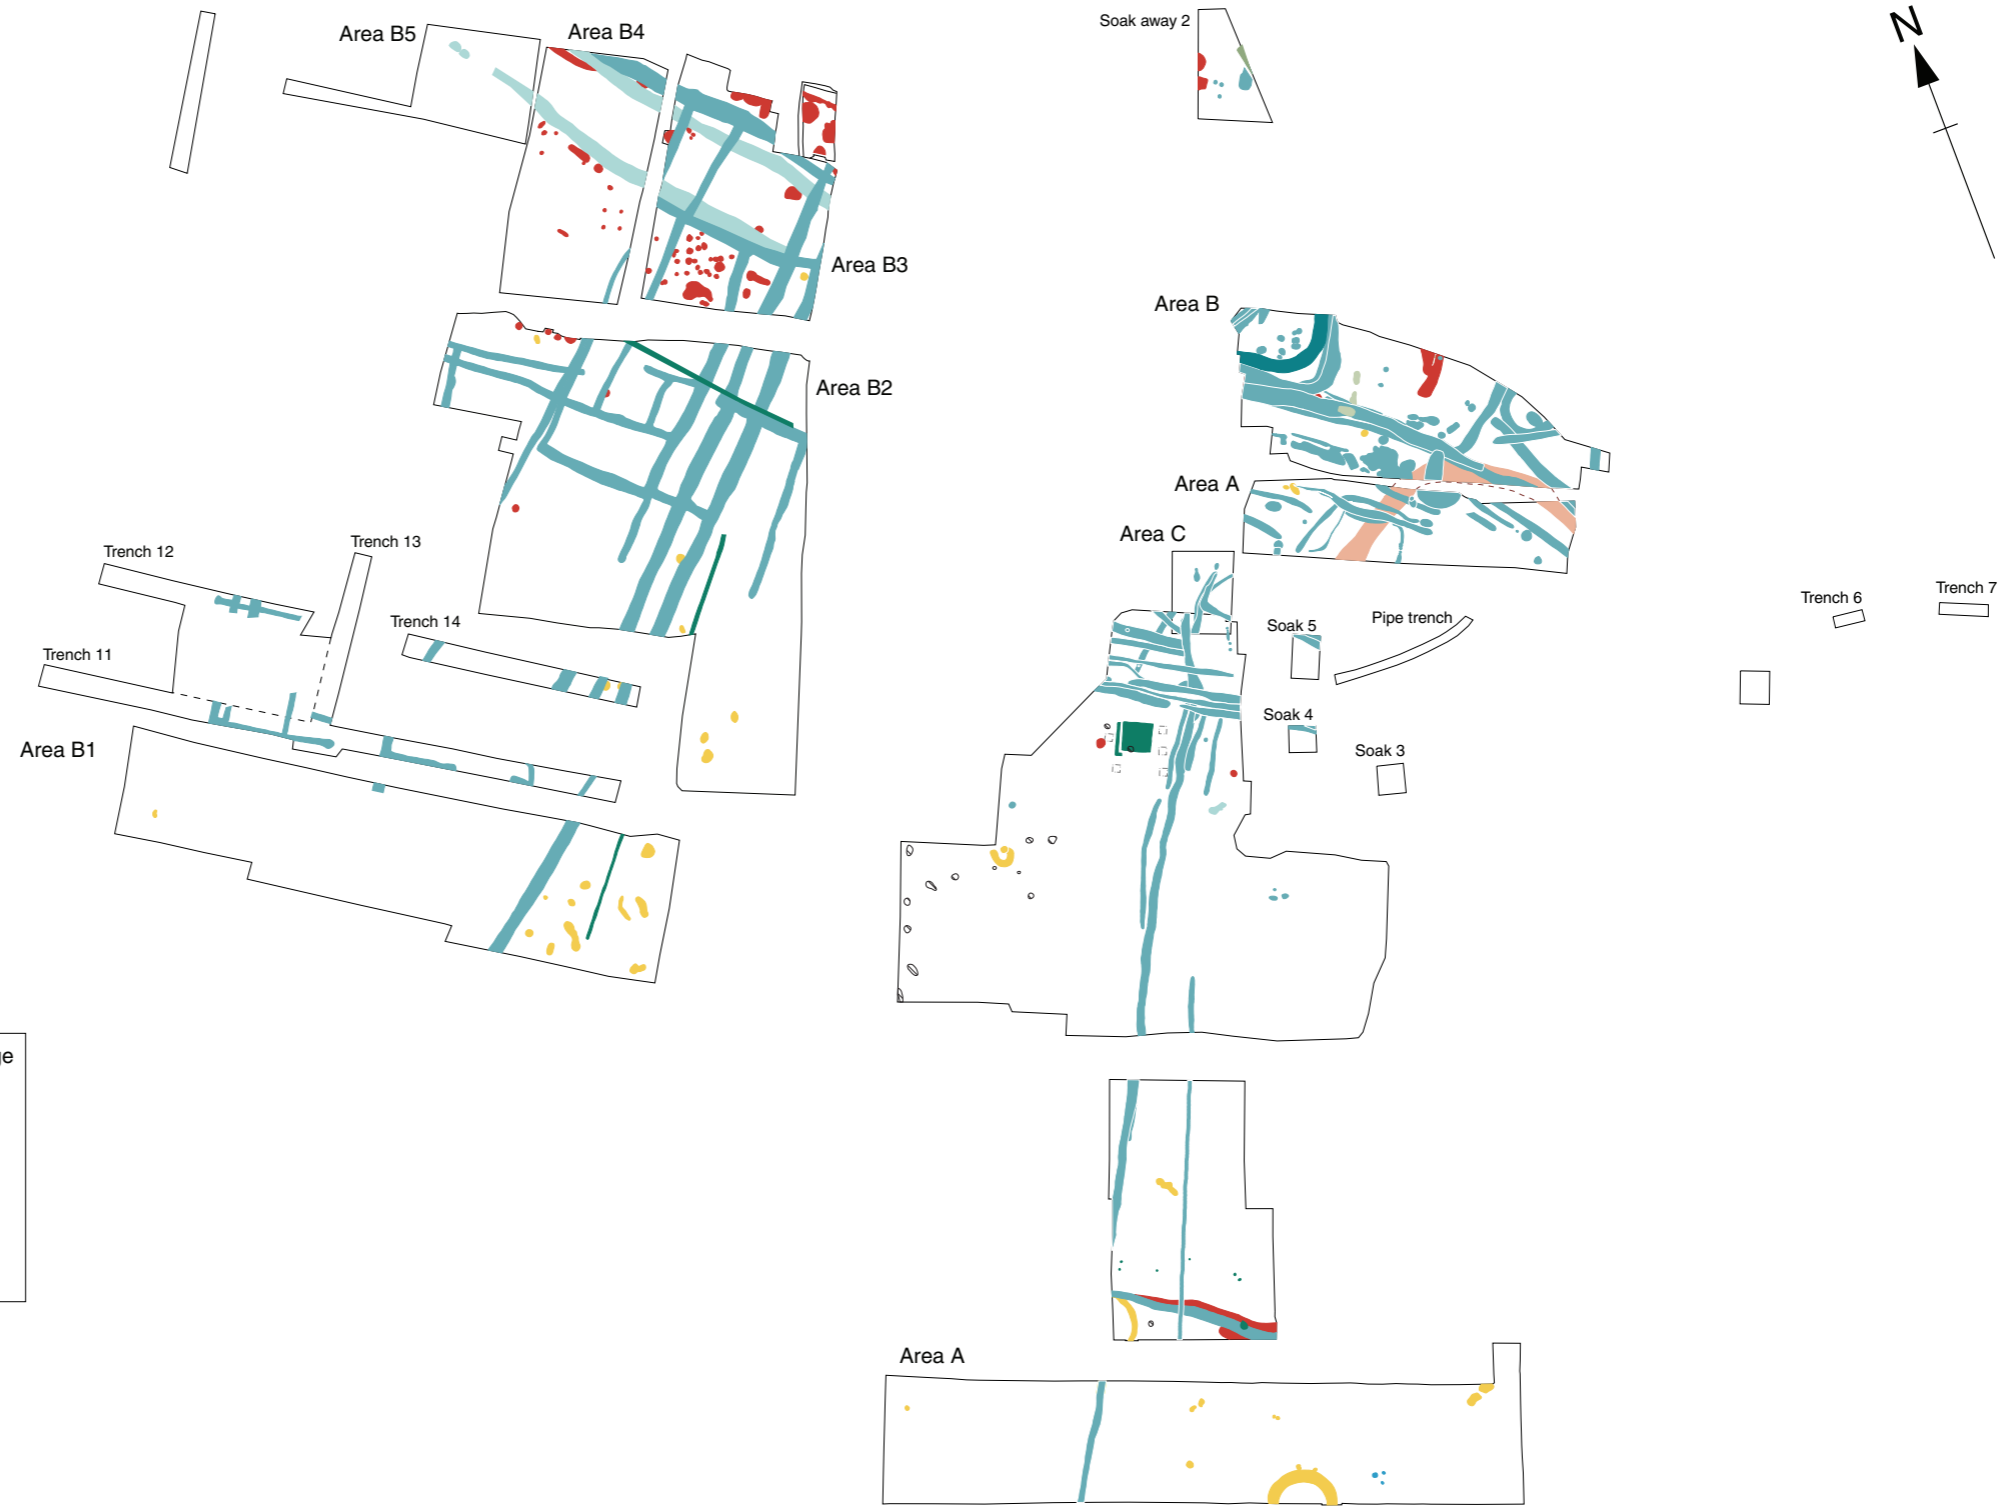 Soak away 2
N
Area B5
Area B4
Area B3
Area B
Area B2
Area A
Area C
Trench 12
Trench 13
Trench 14
Trench 11
Soak 5
Pipe trench
Trench 6
Trench 7
Soak 4
Soak 3
Area B1
Area A